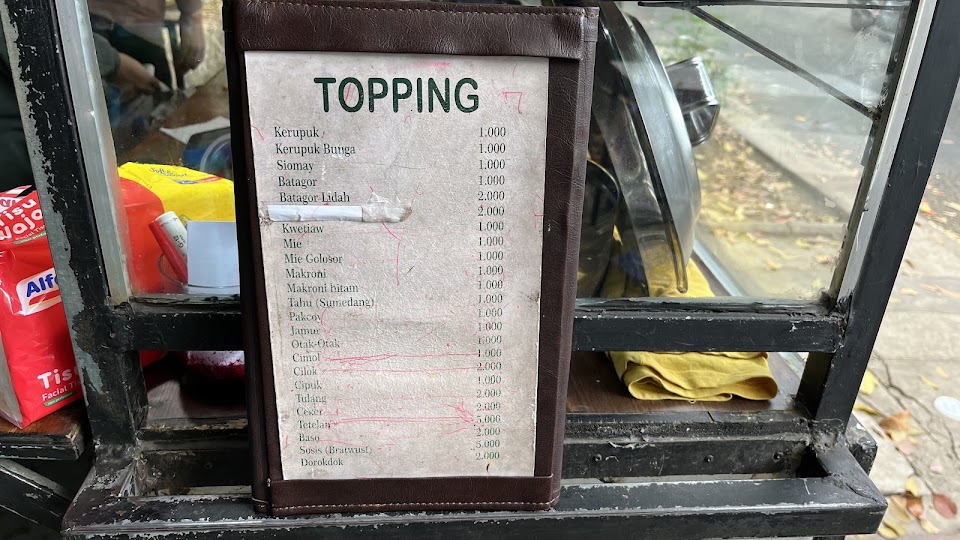 TOPPING
Kerupuk 1.000
Kerupuk Bunga 1.000
Siomay 1.000
Batagor 1.000
Batagor Lidah 2.000
2.000
Kwetiaw 1.000
Mie 1.000
Mie Golosor 1.000
Makroni 1.000
Makroni hitam 1.000
Tahu (Sumedang) 1.000
Pakcoy 1.000
Jamur 1.000
Otak-Otak 1.000
Cimol 1.000
Cilok 2.000
Cipuk 1.000
Tulang 2.000
Ceker 2.000
Tetelan 5.000
Baso 2.000
Sosis (Bratwust) 5.000
Dorokdok 2.000
Tisu
Wajah
Alfa
Facial